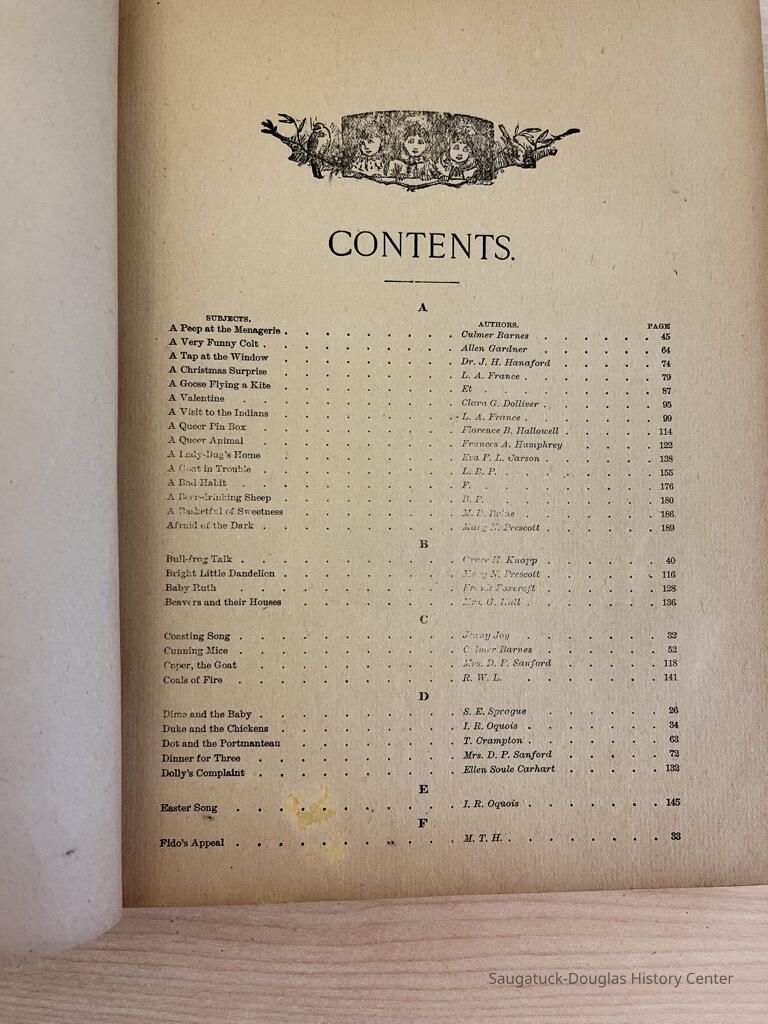 CONTENTS.
A
SUBJECTS. AUTHORS. PAGE
A Peep at the Menagerie . . . . . . . . . Culmer Barnes . . . . . . 45
A Very Funny Colt . . . . . . . . . . Allen Gardner . . . . . . 64
A Tap at the Window . . . . . . . . . Dr. J. H. Hanaford . . . . . 74
A Christmas Surprise . . . . . . . . . L. A. France . . . . . . . 79
A Goose Flying a Kite . . . . . . . . . Et . . . . . . . . 87
A Valentine . . . . . . . . . . . Clara G. Dolliver . . . . . . 95
A Visit to the Indians . . . . . . . . . L. A. France . . . . . . . 99
A Queer Pin Box . . . . . . . . . . Florence B. Hallowell . . . . . 114
A Queer Animal . . . . . . . . . . Frances A. Humphrey . . . . 122
A Lady-Bug's Home . . . . . . . . . Eva F. L. Carson . . . . . . 138
A Goat in Trouble . . . . . . . . . . L. B. P. . . . . . . . 155
A Bad Habit . . . . . . . . . . . F. . . . . . . . . 176
A Beer-drinking Sheep . . . . . . . . . B. P. . . . . . . . 180
A Basketful of Sweetness . . . . . . . . . M. D. Brine . . . . . . 186
Afraid of the Dark . . . . . . . . . . Mary N. Prescott . . . . . . 189
B
Bull-frog Talk . . . . . . . . . . . Grace H. Knapp . . . . . . 40
Bright Little Dandelion . . . . . . . . . Mary N. Prescott . . . . . . 116
Baby Ruth . . . . . . . . . . . Frank Foxcroft . . . . . . 128
Beavers and their Houses . . . . . . . . . Mrs. G. Hall . . . . . . 136
C
Coasting Song . . . . . . . . . . . Jenny Joy . . . . . . . 32
Cunning Mice . . . . . . . . . . . Culmer Barnes . . . . . . 52
Caper, the Goat . . . . . . . . . . Mrs. D. P. Sanford . . . . . 118
Coals of Fire . . . . . . . . . . . R. W. L. . . . . . . . 141
D
Dime and the Baby . . . . . . . . . . S. E. Sprague . . . . . . 26
Duke and the Chickens . . . . . . . . . I. R. Oquois . . . . . . . 34
Dot and the Portmanteau . . . . . . . . . T. Crampton . . . . . . . 63
Dinner for Three . . . . . . . . . . Mrs. D. P. Sanford . . . . . 72
Dolly's Complaint . . . . . . . . . . Ellen Soule Carhart . . . . . 132
E
Easter Song . . . . . . . . . . . I. R. Oquois . . . . . . . 145
F
Fido's Appeal . . . . . . . . . . . M. T. H. . . . . . . . . 33
Saugatuck-Douglas History Center